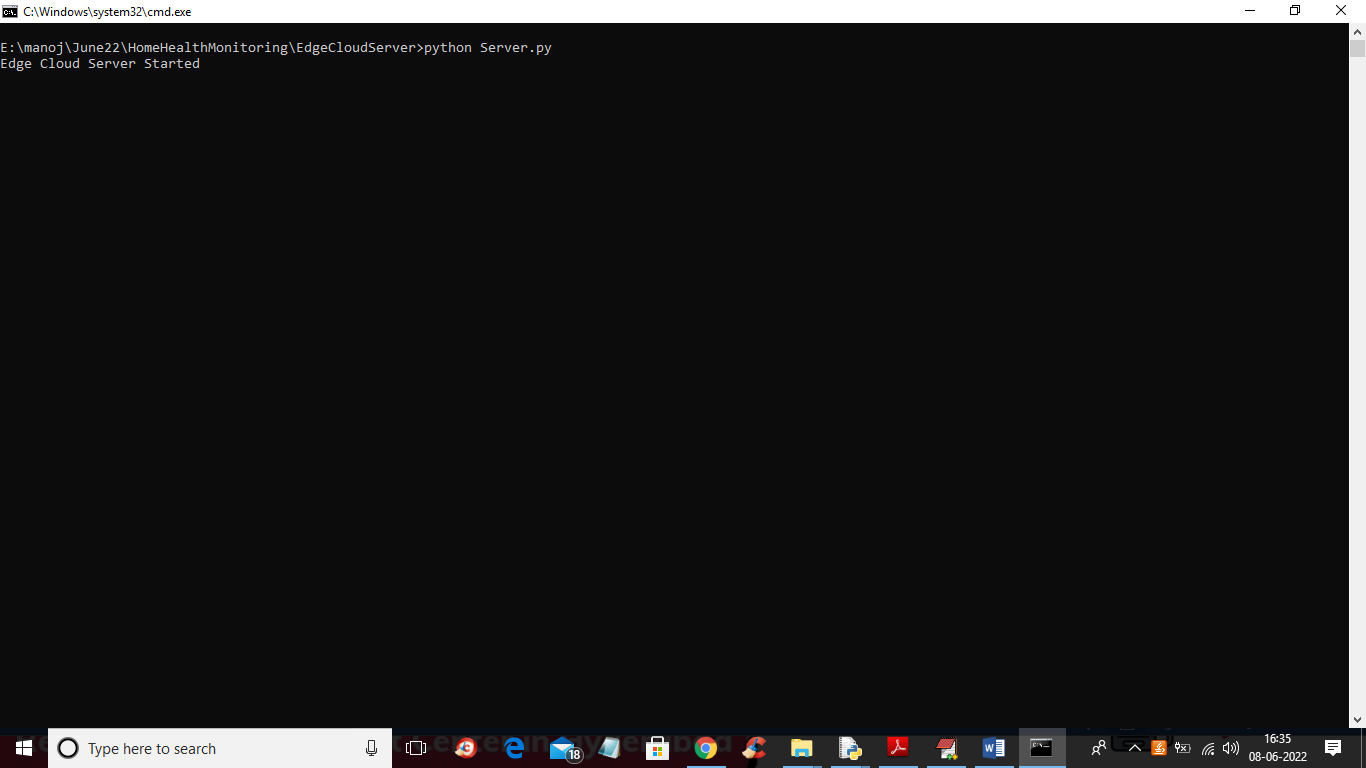 C:\Windows\system32\cmd.exe
E:\manoj\June22\HomeHealthMonitoring\EdgeCloudServer>python Server.py
Edge Cloud Server Started
Type here to search
18
16:35
08-06-2022